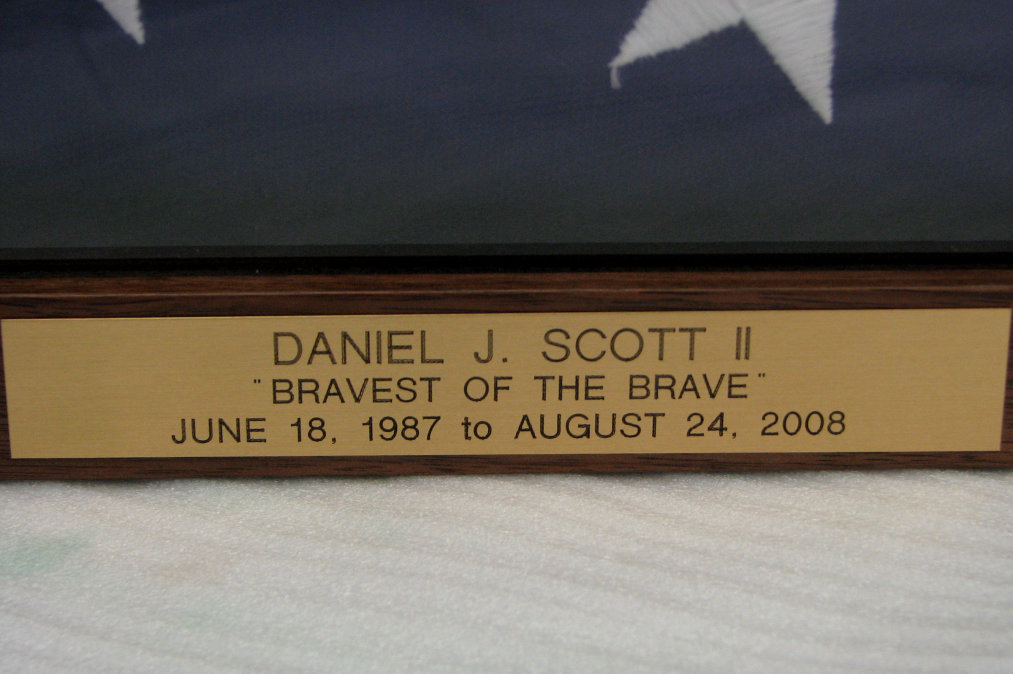 DANIEL J. SCOTT II
"BRAVEST OF THE BRAVE"
JUNE 18, 1987 to AUGUST 24, 2008